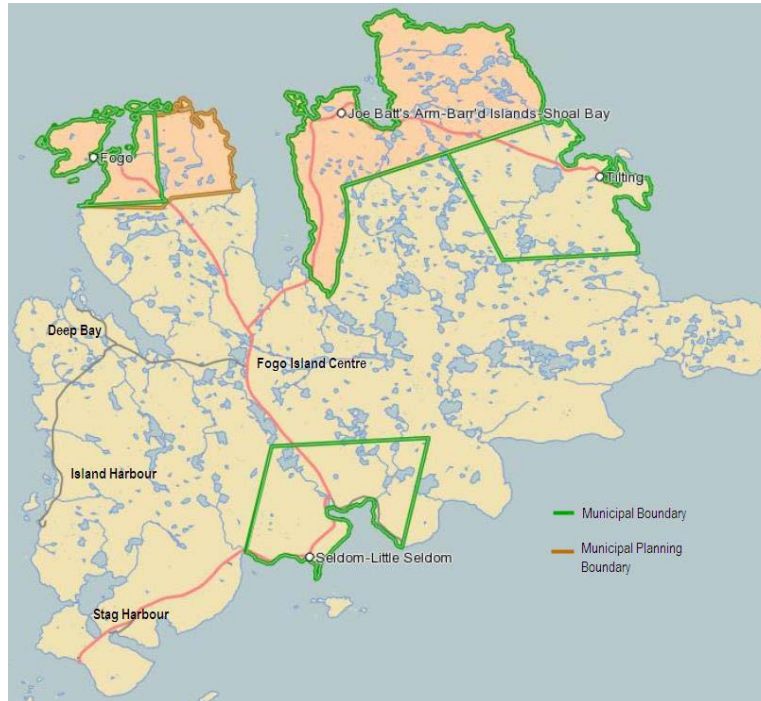 Joe Batt's Arm-Barr'd Islands-Shoal Bay
Fogo
Tilting
Deep Bay
Fogo Island Centre
Island Harbour
Municipal Boundary
Municipal Planning
Boundary
Seldom-Little Seldom
Stag Harbour